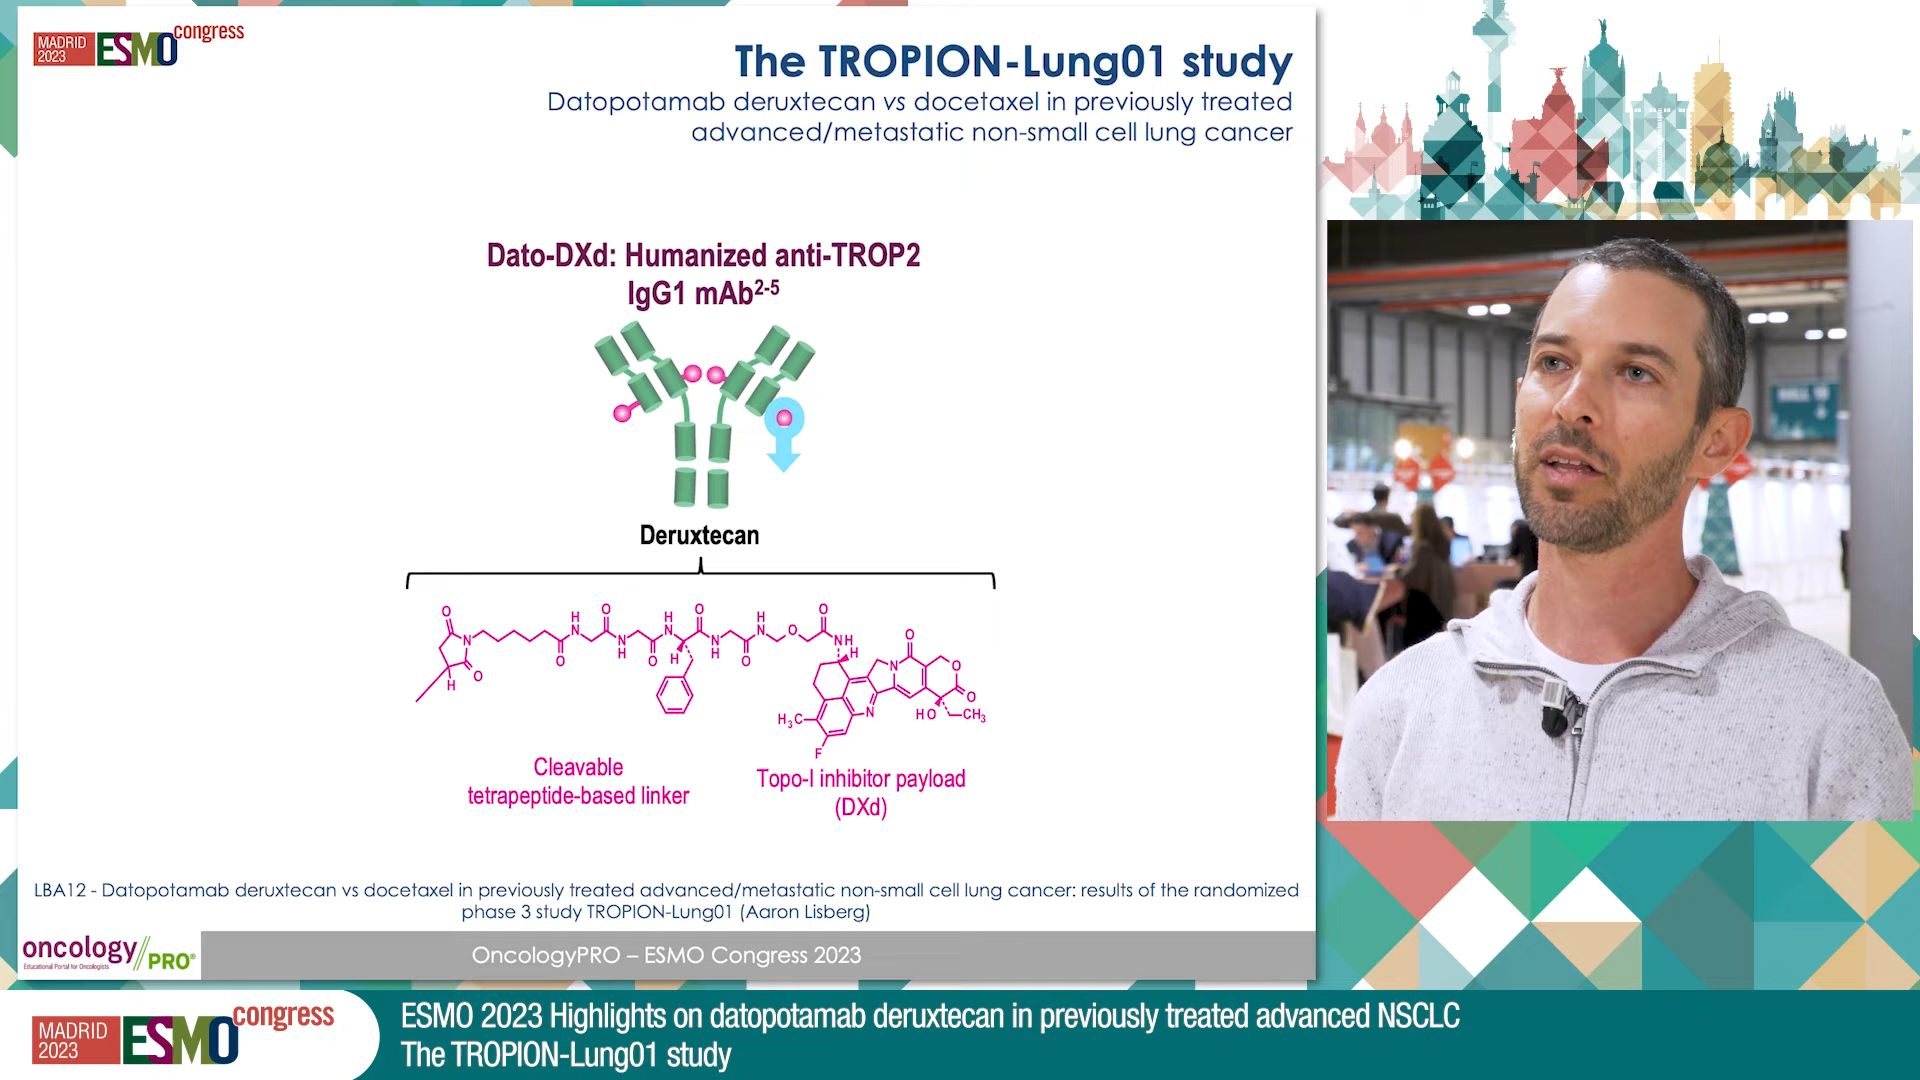 MADRID
2023
ESMO
congress
The TROPION-Lung01 study
Datopotamab deruxtecan vs docetaxel in previously treated
advanced/metastatic non-small cell lung cancer
Dato-DXd: Humanized anti-TROP2
IgG1 mAb2-5
Deruxtecan
O
N
O
H
O
H
N
O
N
H
O
H
N
H
O
N
H
O
H
N
O
O
NH
H
N
O
O
O
HO
CH3
N
H3C
F
Cleavable
tetrapeptide-based linker
Topo-I inhibitor payload
(DXd)
LBA12 - Datopotamab deruxtecan vs docetaxel in previously treated advanced/metastatic non-small cell lung cancer: results of the randomized
phase 3 study TROPION-Lung01 (Aaron Lisberg)
oncology//PRO®
Educational Portal for Oncologists
OncologyPRO – ESMO Congress 2023
MADRID
2023
ESMO
congress
ESMO 2023 Highlights on datopotamab deruxtecan in previously treated advanced NSCLC
The TROPION-Lung01 study